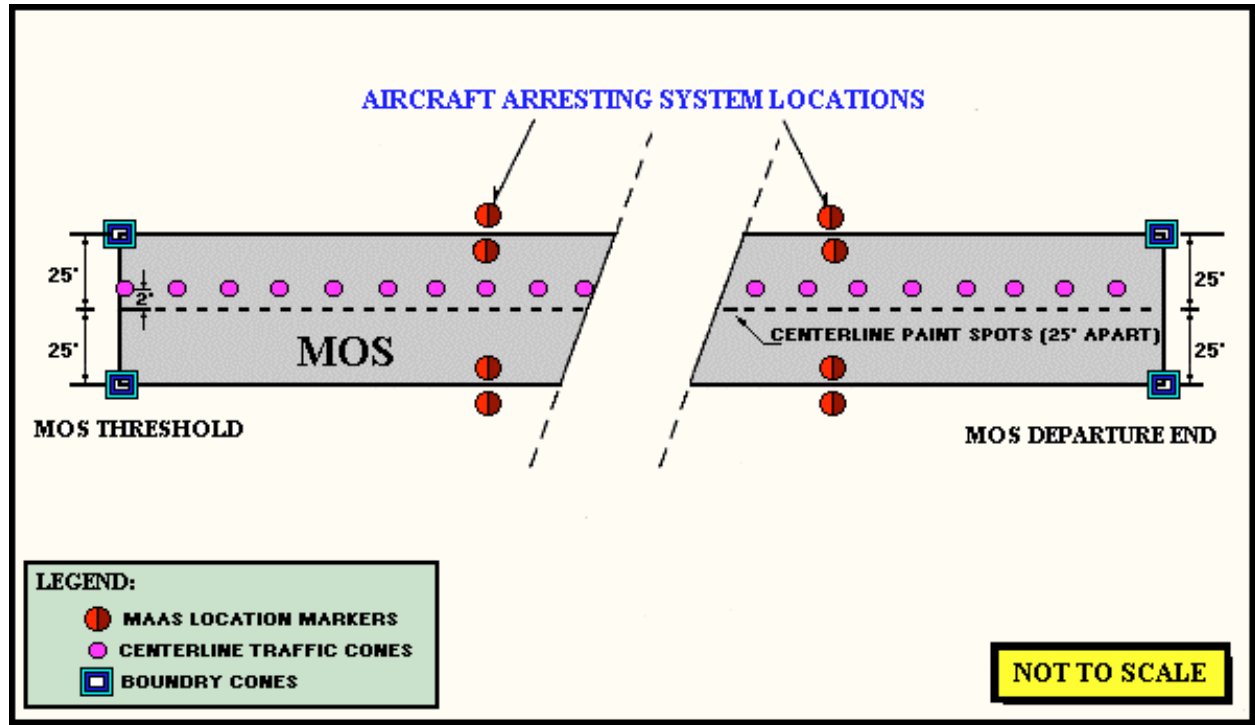 AIRCRAFT ARRESTING SYSTEM LOCATIONS
25'
25'
2'
25'
25'
CENTERLINE PAINT SPOTS (25' APART)
MOS
MOS THRESHOLD
MOS DEPARTURE END
LEGEND:
MAAS LOCATION MARKERS
CENTERLINE TRAFFIC CONES
BOUNDRY CONES
NOT TO SCALE